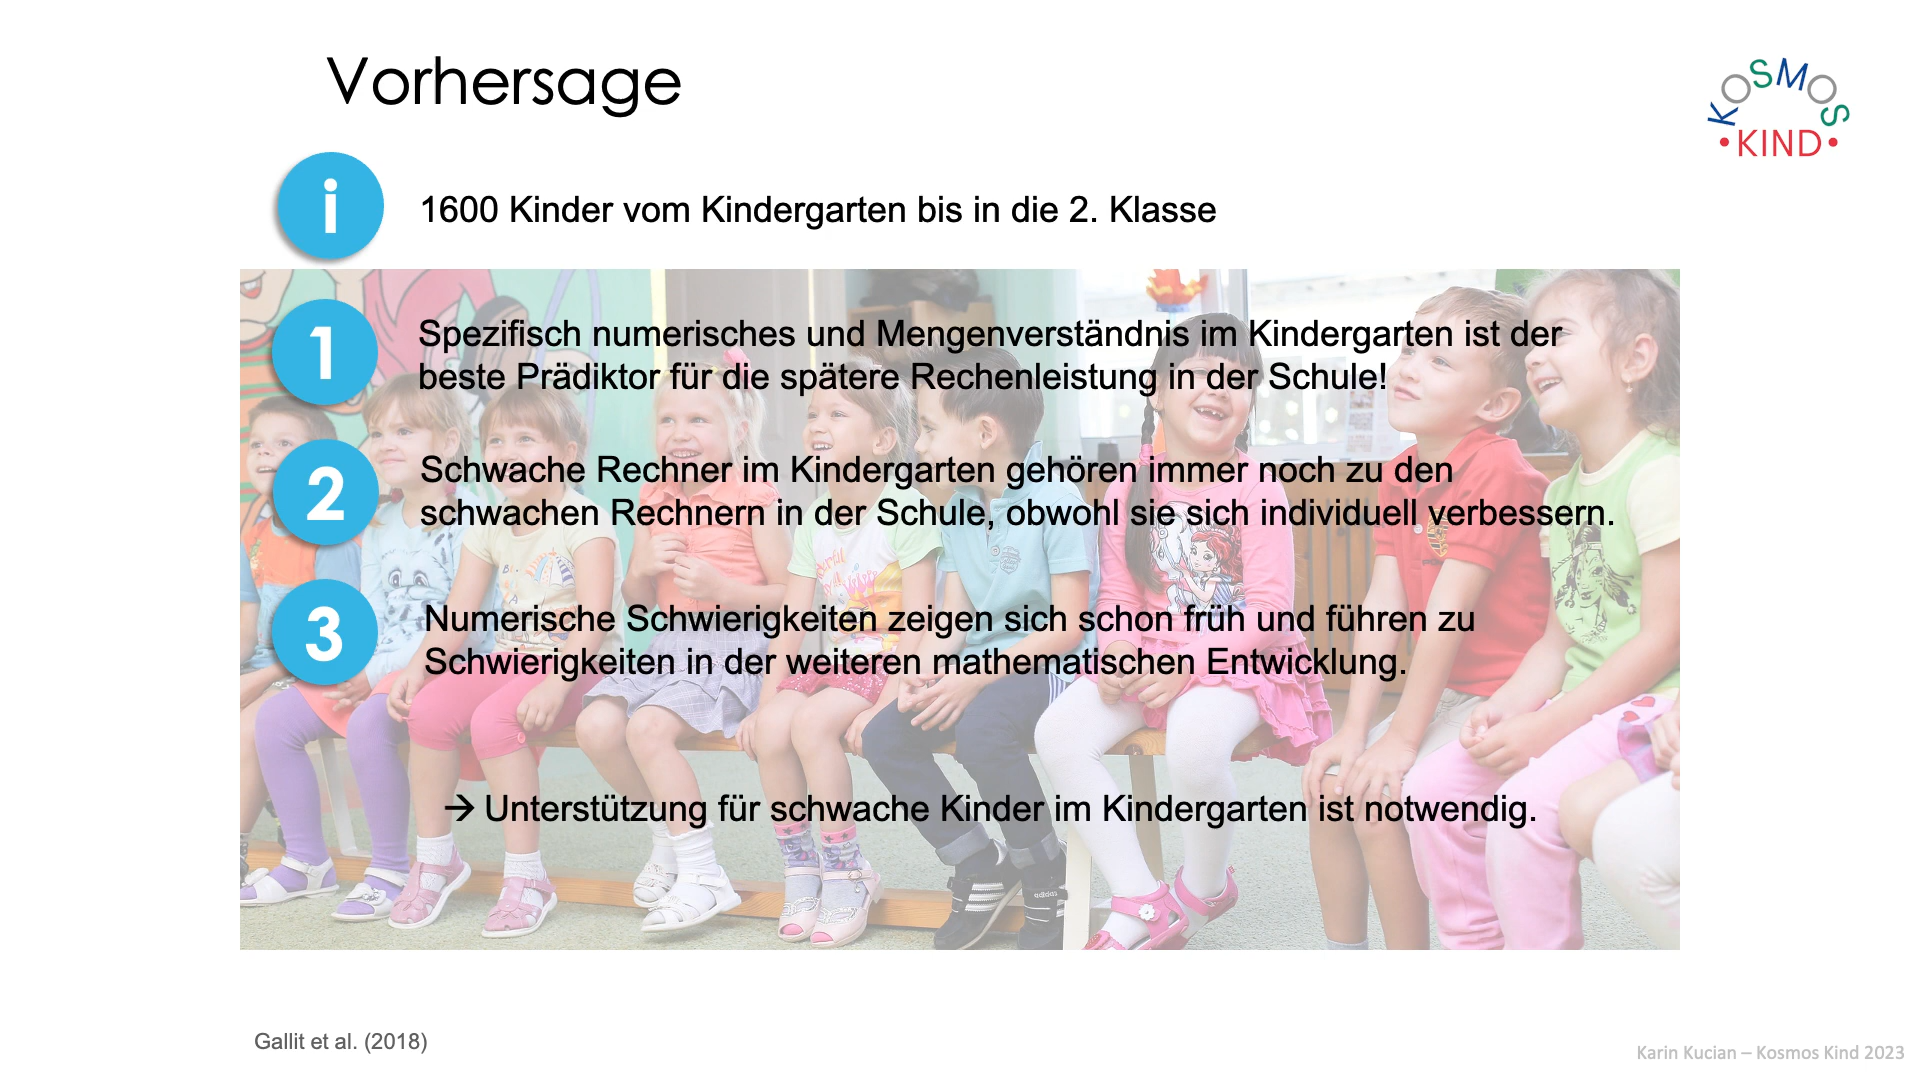 Vorhersage
KOSMOS
• KIND •
i
1600 Kinder vom Kindergarten bis in die 2. Klasse
1
Spezifisch numerisches und Mengenverständnis im Kindergarten ist der
beste Prädiktor für die spätere Rechenleistung in der Schule!
2
Schwache Rechner im Kindergarten gehören immer noch zu den
schwachen Rechnern in der Schule, obwohl sie sich individuell verbessern.
3
Numerische Schwierigkeiten zeigen sich schon früh und führen zu
Schwierigkeiten in der weiteren mathematischen Entwicklung.
→ Unterstützung für schwache Kinder im Kindergarten ist notwendig.
adidas
Gallit et al. (2018)
Karin Kucian – Kosmos Kind 2023